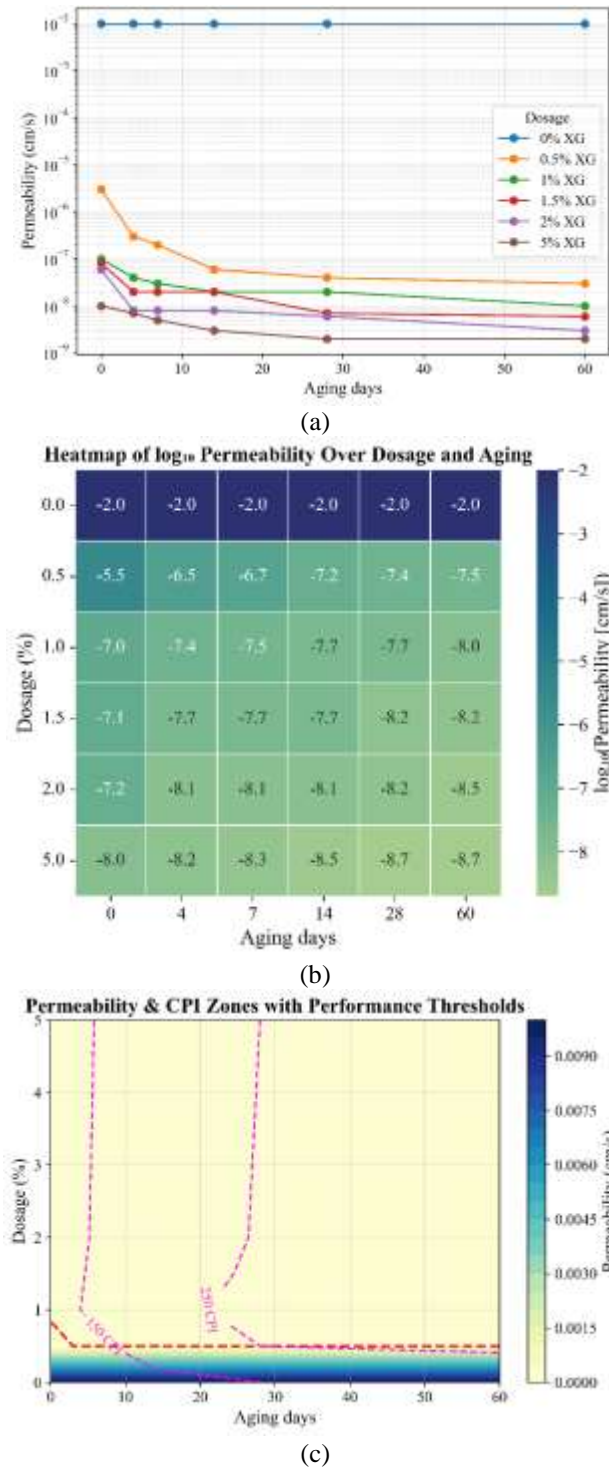 10⁻²
10⁻³
10⁻⁴
10⁻⁵
10⁻⁶
10⁻⁷
10⁻⁸
10⁻⁹
Permeability (cm/s)
Dosage
0% XG
0.5% XG
1% XG
1.5% XG
2% XG
5% XG
0 10 20 30 40 50 60
Aging days
(a)
Heatmap of log₁₀ Permeability Over Dosage and Aging
0.0 -2.0 -2.0 -2.0 -2.0 -2.0 -2.0
0.5 -5.5 -6.5 -6.7 -7.2 -7.4 -7.5
1.0 -7.0 -7.4 -7.5 -7.7 -7.7 -8.0
1.5 -7.1 -7.7 -7.7 -7.7 -8.2 -8.2
2.0 -7.2 -8.1 -8.1 -8.1 -8.2 -8.5
5.0 -8.0 -8.2 -8.3 -8.5 -8.7 -8.7
Dosage (%)
0 4 7 14 28 60
Aging days
−2
−3
−4
−5
−6
−7
−8
log₁₀(Permeability [cm/s])
(b)
Permeability & CPI Zones with Performance Thresholds
5
4
3
2
1
0
Dosage (%)
150 CPI
250 CPI
0 10 20 30 40 50 60
Aging days
0.0090
0.0075
0.0060
0.0045
0.0030
0.0015
0.0000
Permeability (cm/s)
(c)